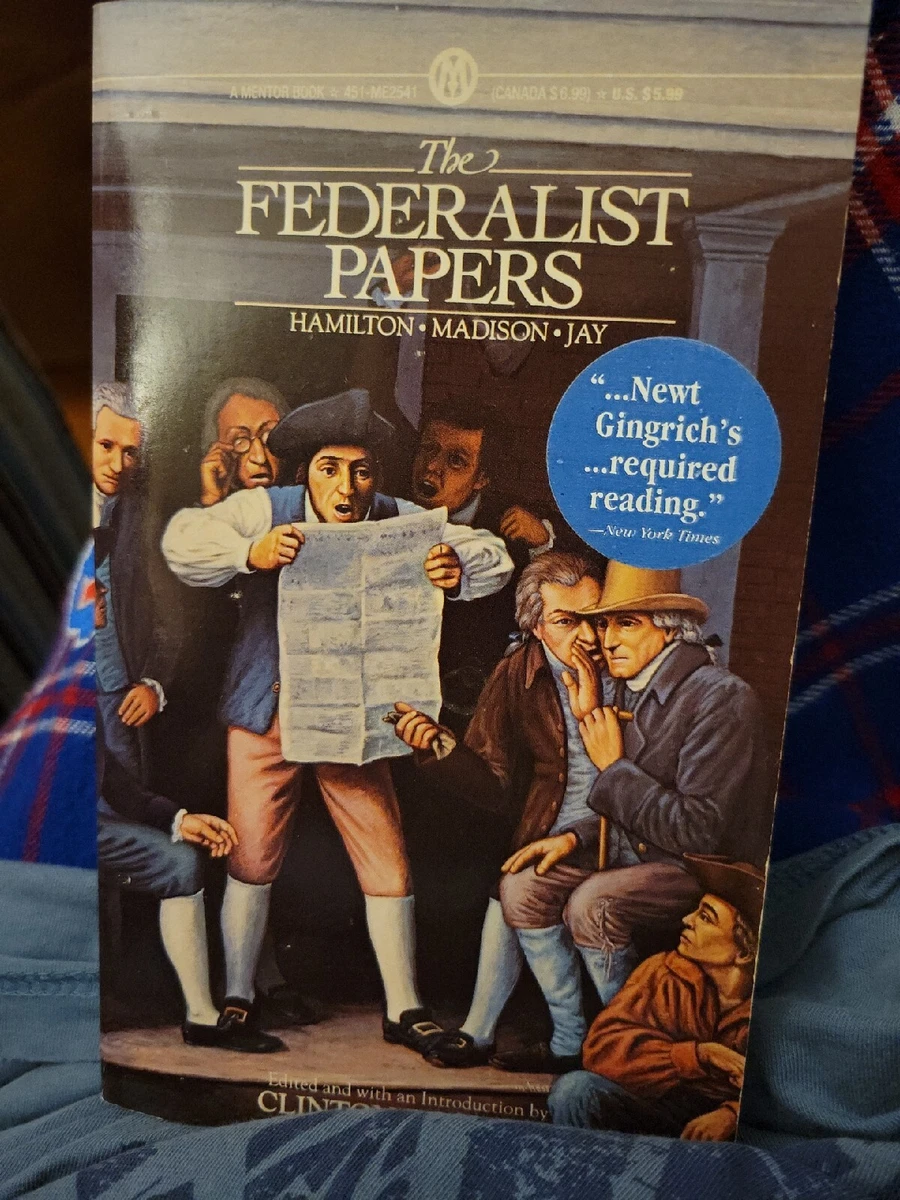 A MENTOR BOOK ☆ 451-ME2541 (CANADA $6.99) ☆ U.S. $5.99
The
FEDERALIST
PAPERS
HAMILTON • MADISON • JAY
“...Newt
Gingrich’s
...required
reading.”
—New York Times
Edited and with an Introduction by
CLINTON